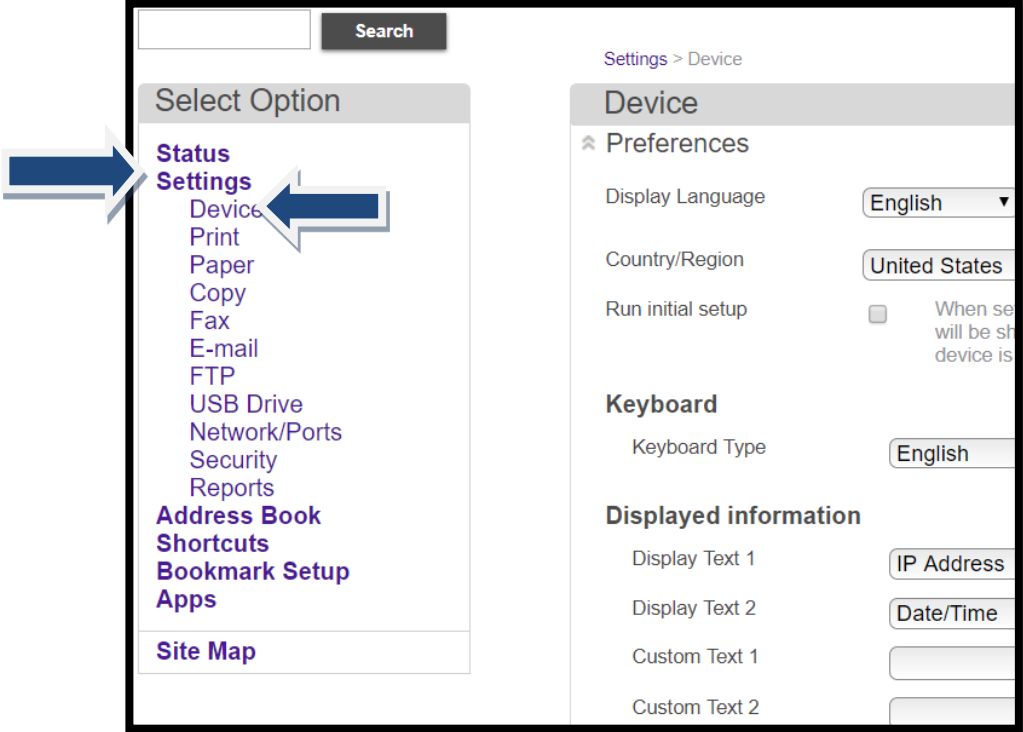 Search
Settings > Device
Select Option
Status
Settings
Device
Print
Paper
Copy
Fax
E-mail
FTP
USB Drive
Network/Ports
Security
Reports
Address Book
Shortcuts
Bookmark Setup
Apps
Site Map
Device
Preferences
Display Language English
Country/Region United States
Run initial setup When
will be
device is
Keyboard
Keyboard Type English
Displayed information
Display Text 1 IP Address
Display Text 2 Date/Time
Custom Text 1
Custom Text 2